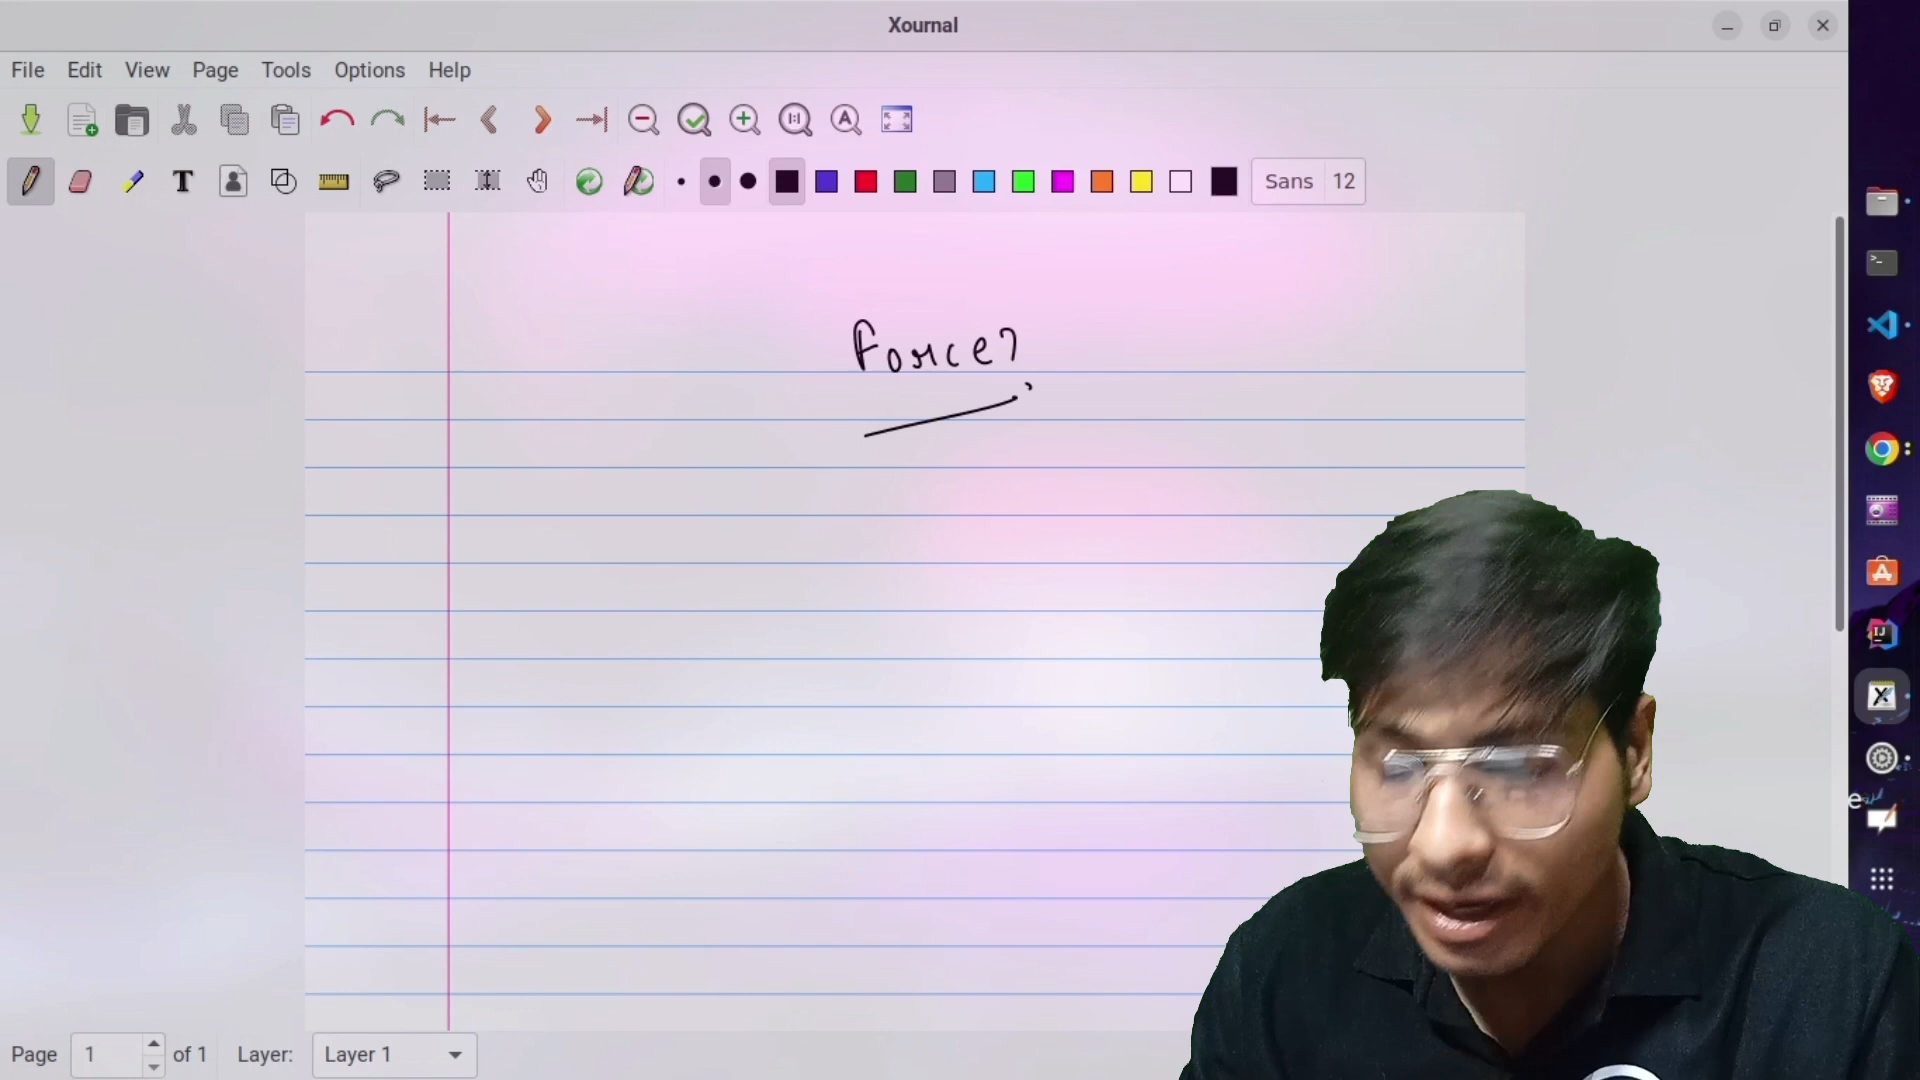 Xournal
File Edit View Page Tools Options Help
Sans 12
Force?
Page 1 of 1 Layer: Layer 1